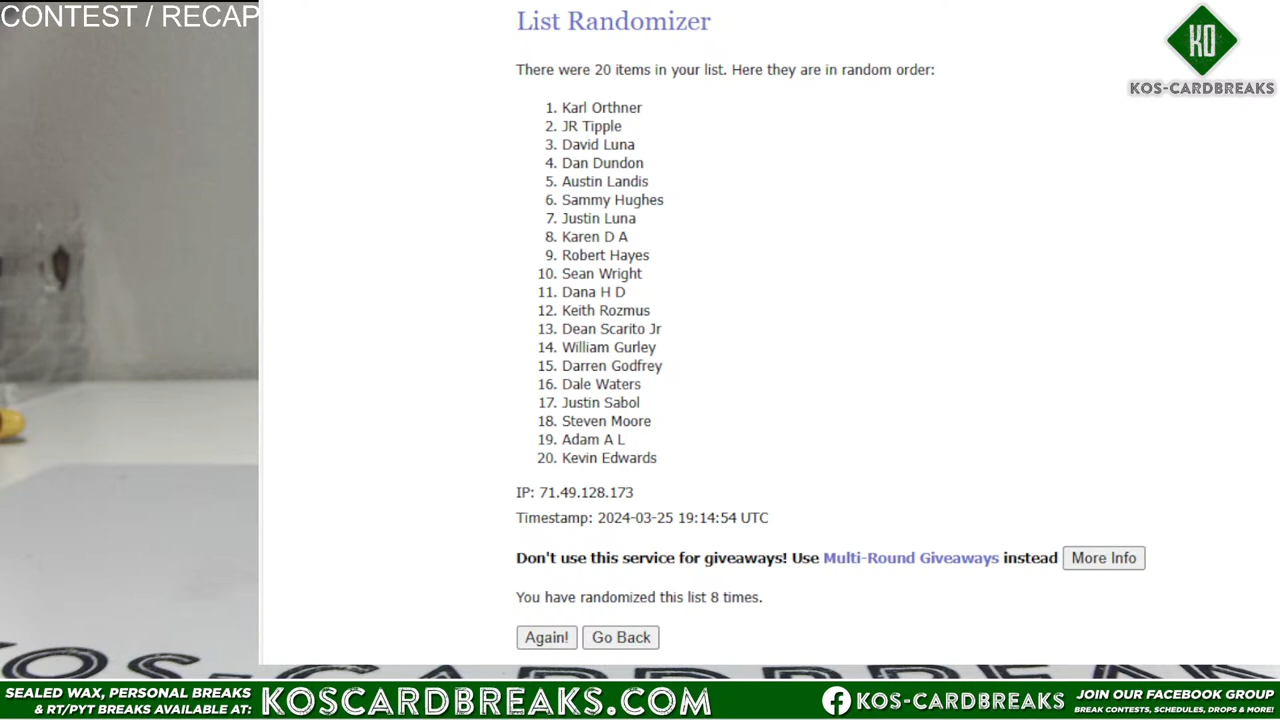 CONTEST / RECAP
List Randomizer
KO
KOS-CARDBREAKS
There were 20 items in your list. Here they are in random order:
1. Karl Orthner
2. JR Tipple
3. David Luna
4. Dan Dundon
5. Austin Landis
6. Sammy Hughes
7. Justin Luna
8. Karen D A
9. Robert Hayes
10. Sean Wright
11. Dana H D
12. Keith Rozmus
13. Dean Scarito Jr
14. William Gurley
15. Darren Godfrey
16. Dale Waters
17. Justin Sabol
18. Steven Moore
19. Adam A L
20. Kevin Edwards
IP: 71.49.128.173
Timestamp: 2024-03-25 19:14:54 UTC
Don't use this service for giveaways! Use Multi-Round Giveaways instead More Info
You have randomized this list 8 times.
Again! Go Back
SEALED WAX, PERSONAL BREAKS
& RT/PYT BREAKS AVAILABLE AT:
KOSCARDBREAKS.COM
KOS-CARDBREAKS
JOIN OUR FACEBOOK GROUP
BREAK CONTESTS, SCHEDULES, DROPS & MORE!